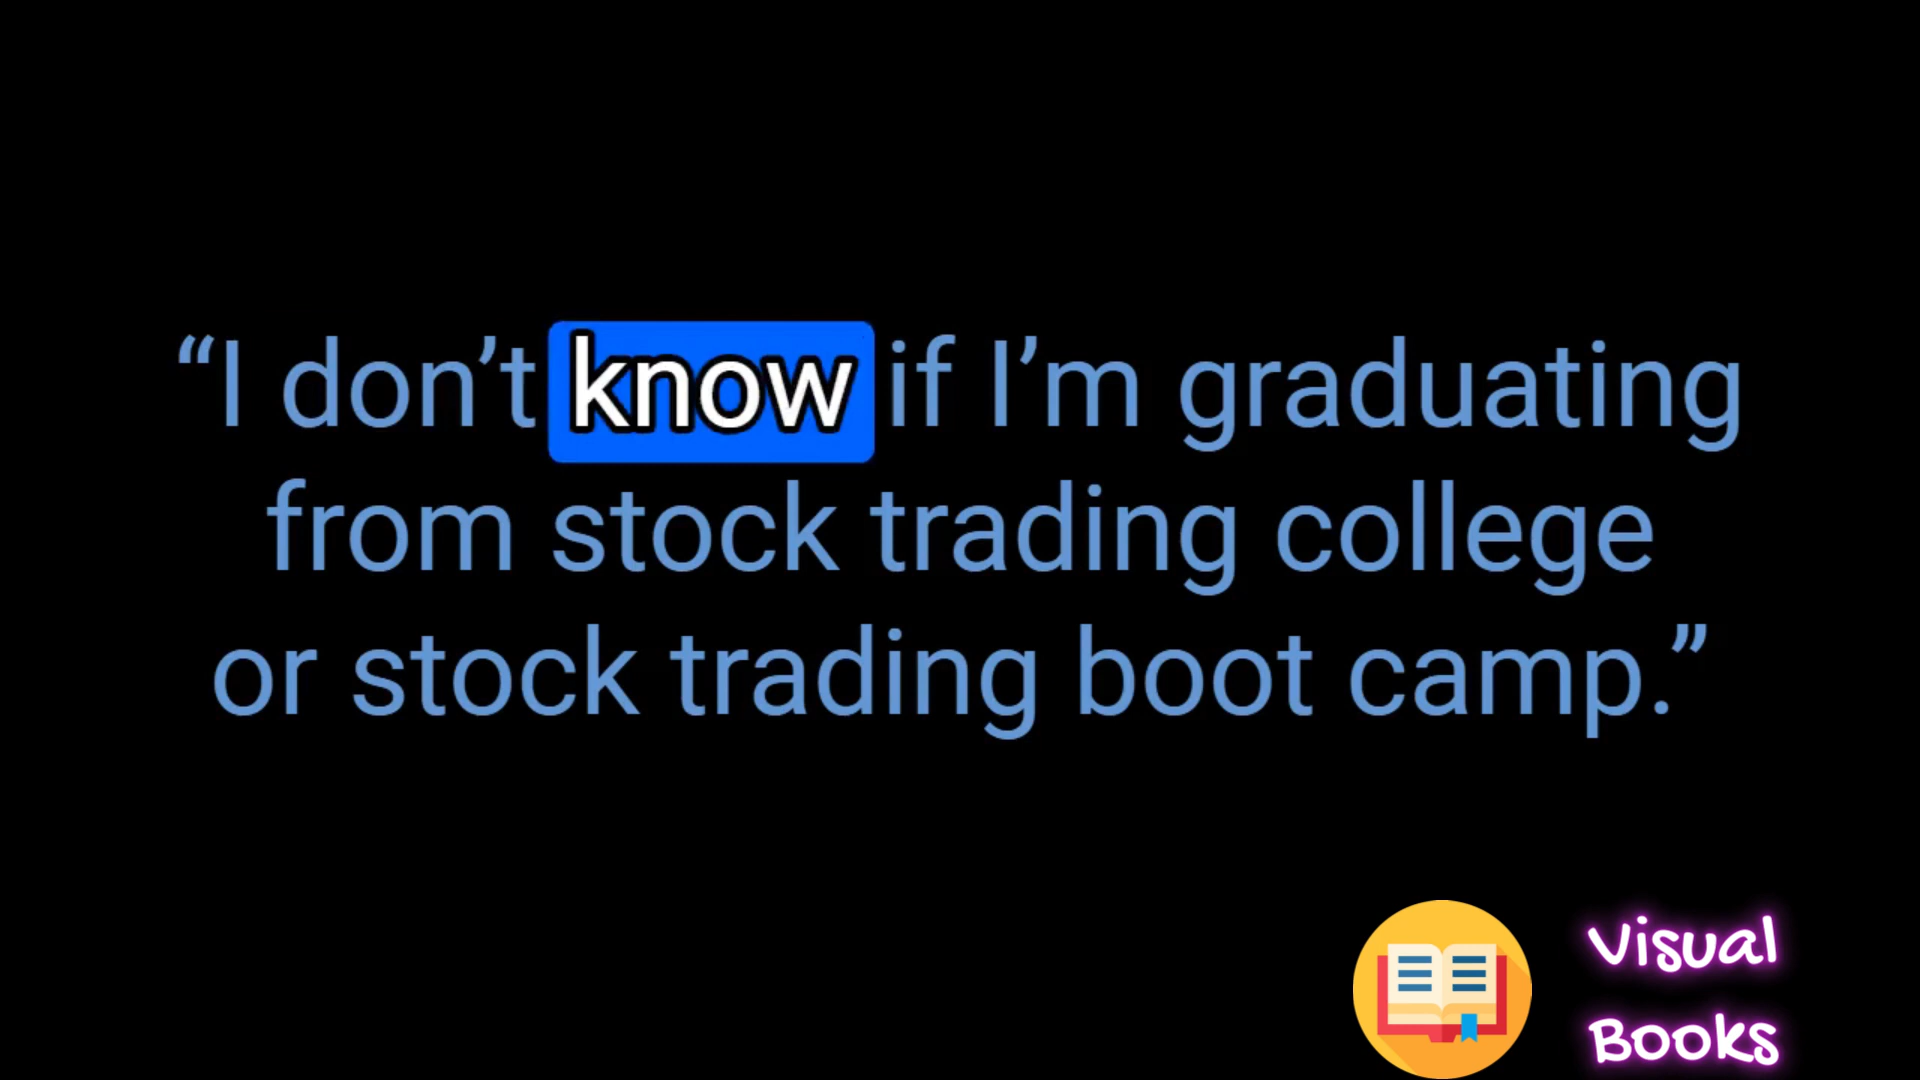 “I don’t know if I’m graduating
from stock trading college
or stock trading boot camp.”
Visual
Books